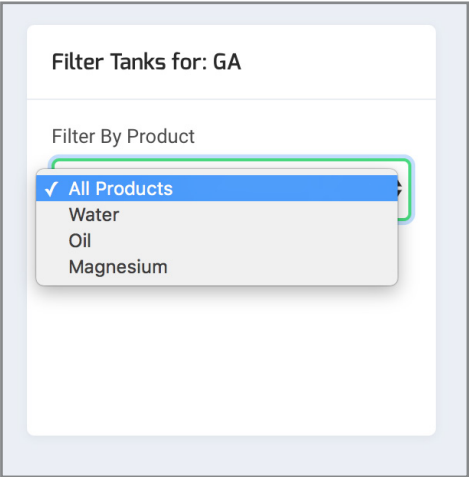 Filter Tanks for: GA
Filter By Product
✓ All Products
Water
Oil
Magnesium